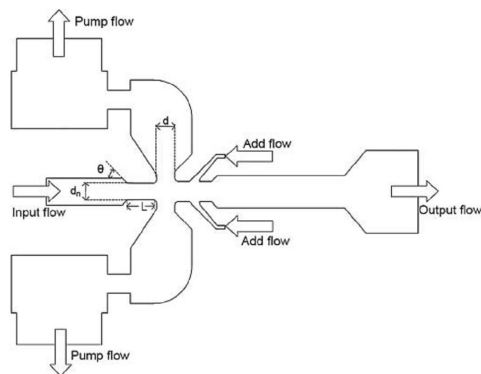 Pump flow
d
Add flow
θ
dn
Input flow
L
Output flow
Add flow
Pump flow